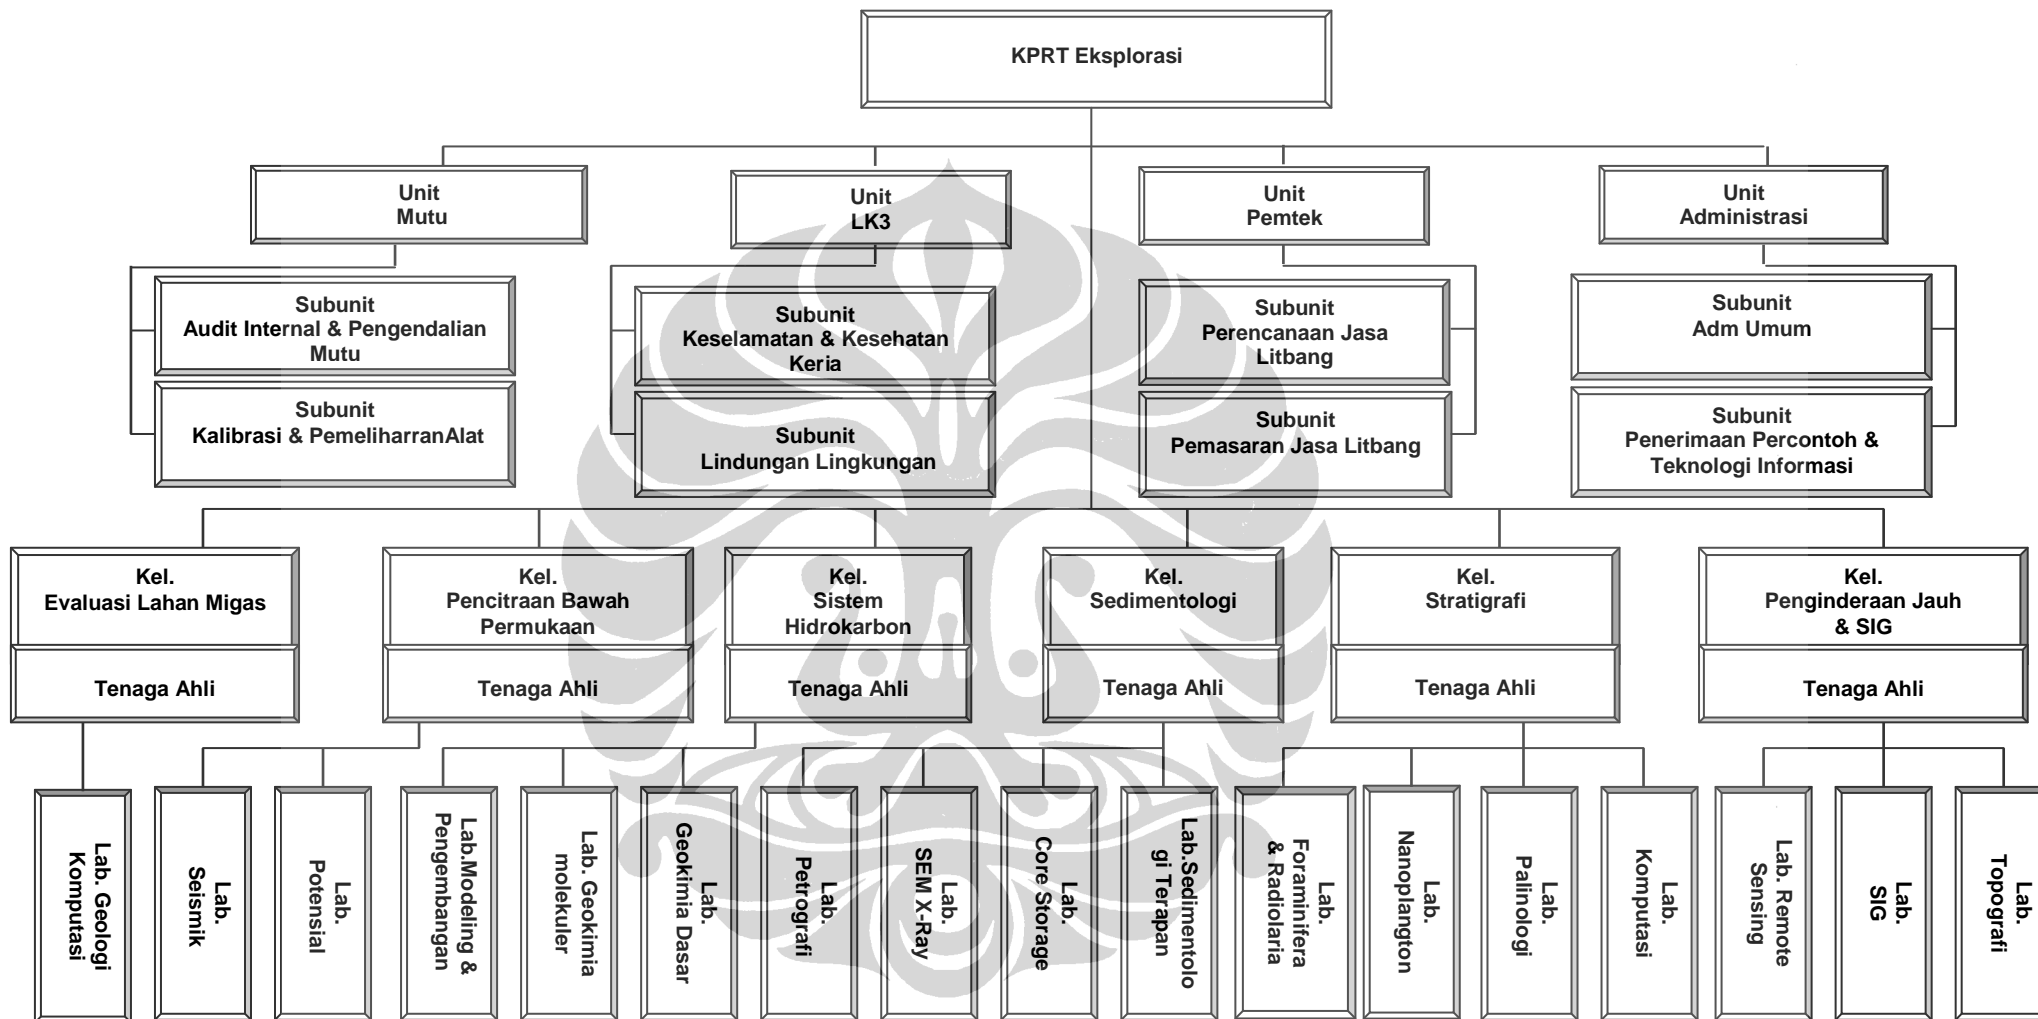 KPRT Eksplorasi
Unit
Mutu
Unit
LK3
Unit
Pemtek
Unit
Administrasi
Subunit
Audit Internal & Pengendalian
Mutu
Subunit
Kalibrasi & PemeliharranAlat
Subunit
Keselamatan & Kesehatan
Keria
Subunit
Lindungan Lingkungan
Subunit
Perencanaan Jasa
Litbang
Subunit
Pemasaran Jasa Litbang
Subunit
Adm Umum
Subunit
Penerimaan Percontoh &
Teknologi Informasi
Kel.
Evaluasi Lahan Migas
Tenaga Ahli
Kel.
Pencitraan Bawah
Permukaan
Tenaga Ahli
Kel.
Sistem
Hidrokarbon
Tenaga Ahli
Kel.
Sedimentologi
Tenaga Ahli
Kel.
Stratigrafi
Tenaga Ahli
Kel.
Penginderaan Jauh
& SIG
Tenaga Ahli
Lab. Geologi
Komputasi
Lab.
Seismik
Lab.
Potensial
Lab.Modeling &
Pengembangan
Lab. Geokimia
molekuler
Lab.
Geokimia Dasar
Lab.
Petrografi
Lab.
SEM X-Ray
Lab.
Core Storage
Lab.Sedimentolo
gi Terapan
Lab.
Foraminifera
& Radiolaria
Lab.
Nanoplangton
Lab.
Palinologi
Lab.
Komputasi
Lab. Remote
Sensing
Lab.
SIG
Lab.
Topografi